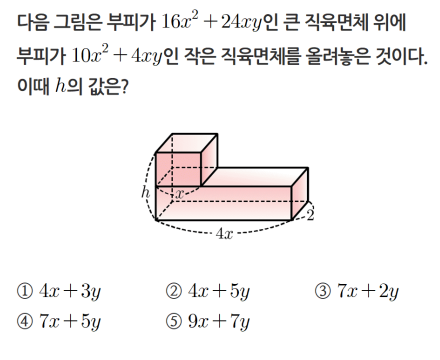 다음 그림은 부피가 16x²+24xy인 큰 직육면체 위에
부피가 10x²+4xy인 작은 직육면체를 올려놓은 것이다.
이때 h의 값은?
h
x
2
4x
① 4x+3y ② 4x+5y ③ 7x+2y
④ 7x+5y ⑤ 9x+7y